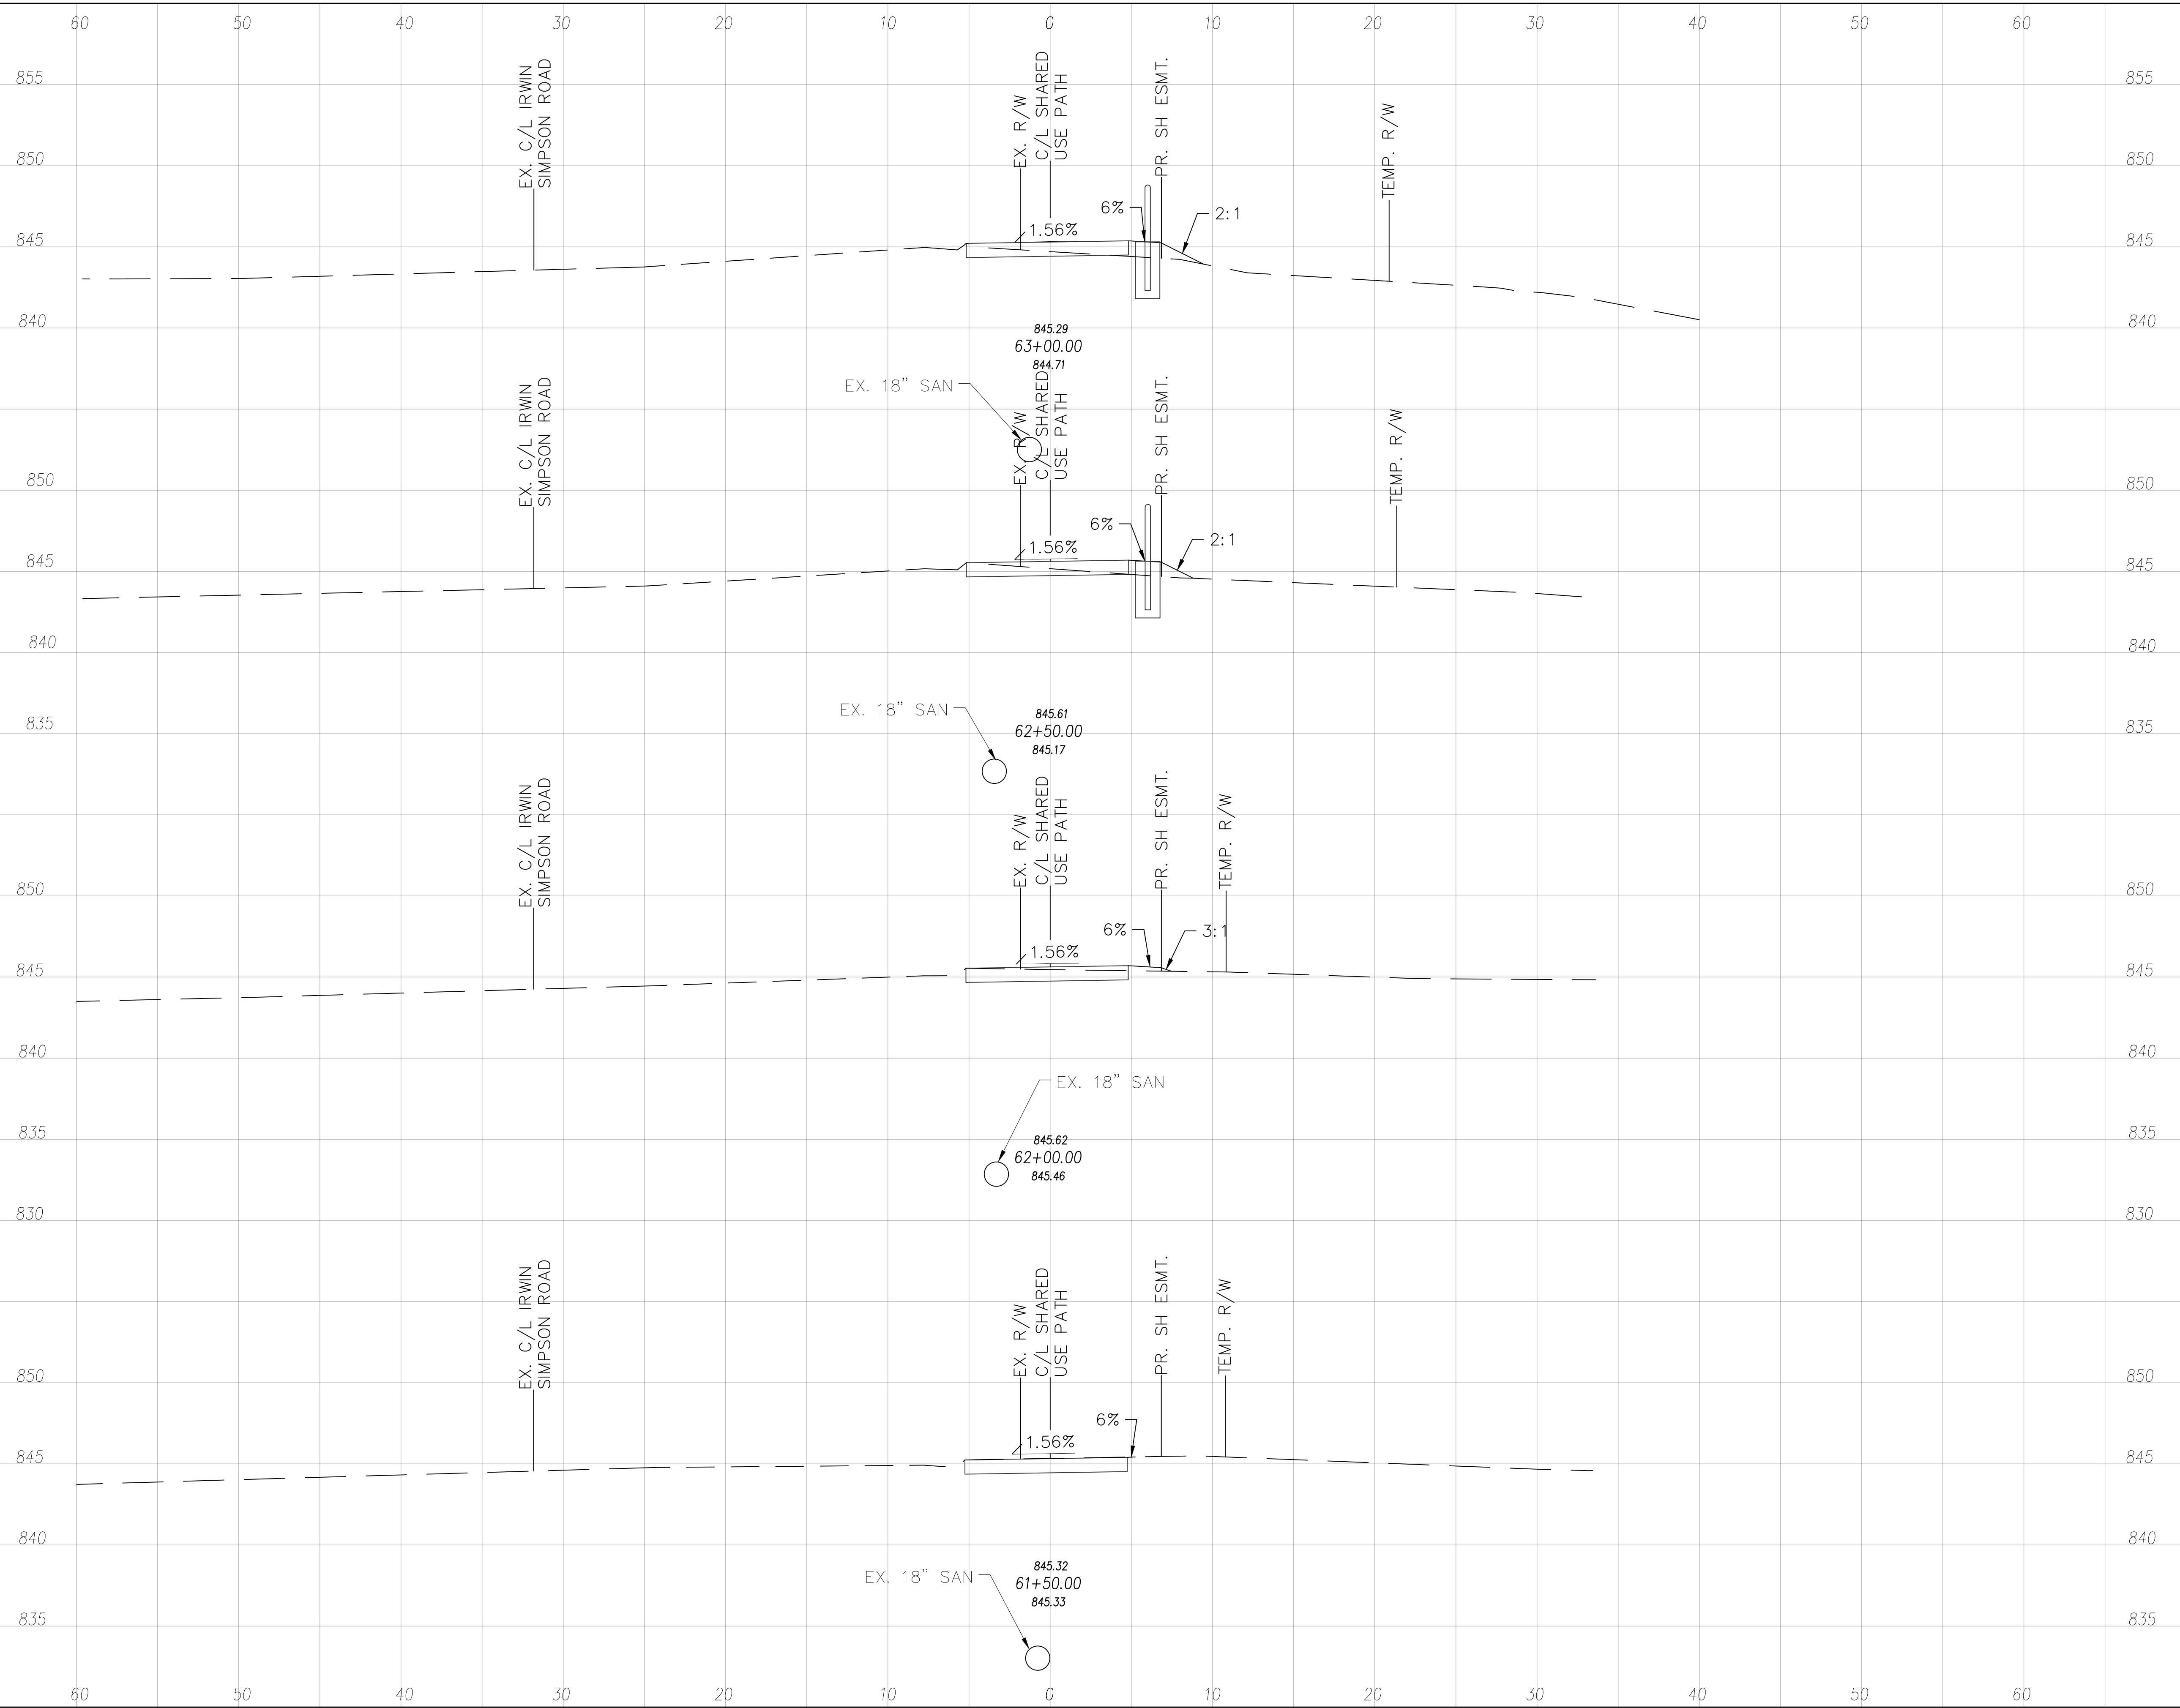 60 50 40 30 20 10 0 10 20 30 40 50 60
EX. C/L IRWIN
SIMPSON ROAD
EX. R/W
C/L SHARED
USE PATH
PR. SH ESMT.
TEMP. R/W
855 855
850 850
6%
2:1
1.56%
845 845
840 840
845.29
63+00.00
844.71
EX. 18" SAN
EX. C/L IRWIN
SIMPSON ROAD
EX. R/W
C/L SHARED
USE PATH
PR. SH ESMT.
TEMP. R/W
850 850
6%
2:1
1.56%
845 845
840 840
EX. 18" SAN
845.61
62+50.00
845.17
835 835
EX. C/L IRWIN
SIMPSON ROAD
EX. R/W
C/L SHARED
USE PATH
PR. SH ESMT.
TEMP. R/W
850 850
6%
3:1
1.56%
845 845
840 840
EX. 18" SAN
835 835
845.62
62+00.00
845.46
830 830
EX. C/L IRWIN
SIMPSON ROAD
EX. R/W
C/L SHARED
USE PATH
PR. SH ESMT.
TEMP. R/W
850 850
6%
1.56%
845 845
840 840
845.32
EX. 18" SAN
61+50.00
845.33
835 835
60 50 40 30 20 10 0 10 20 30 40 50 60